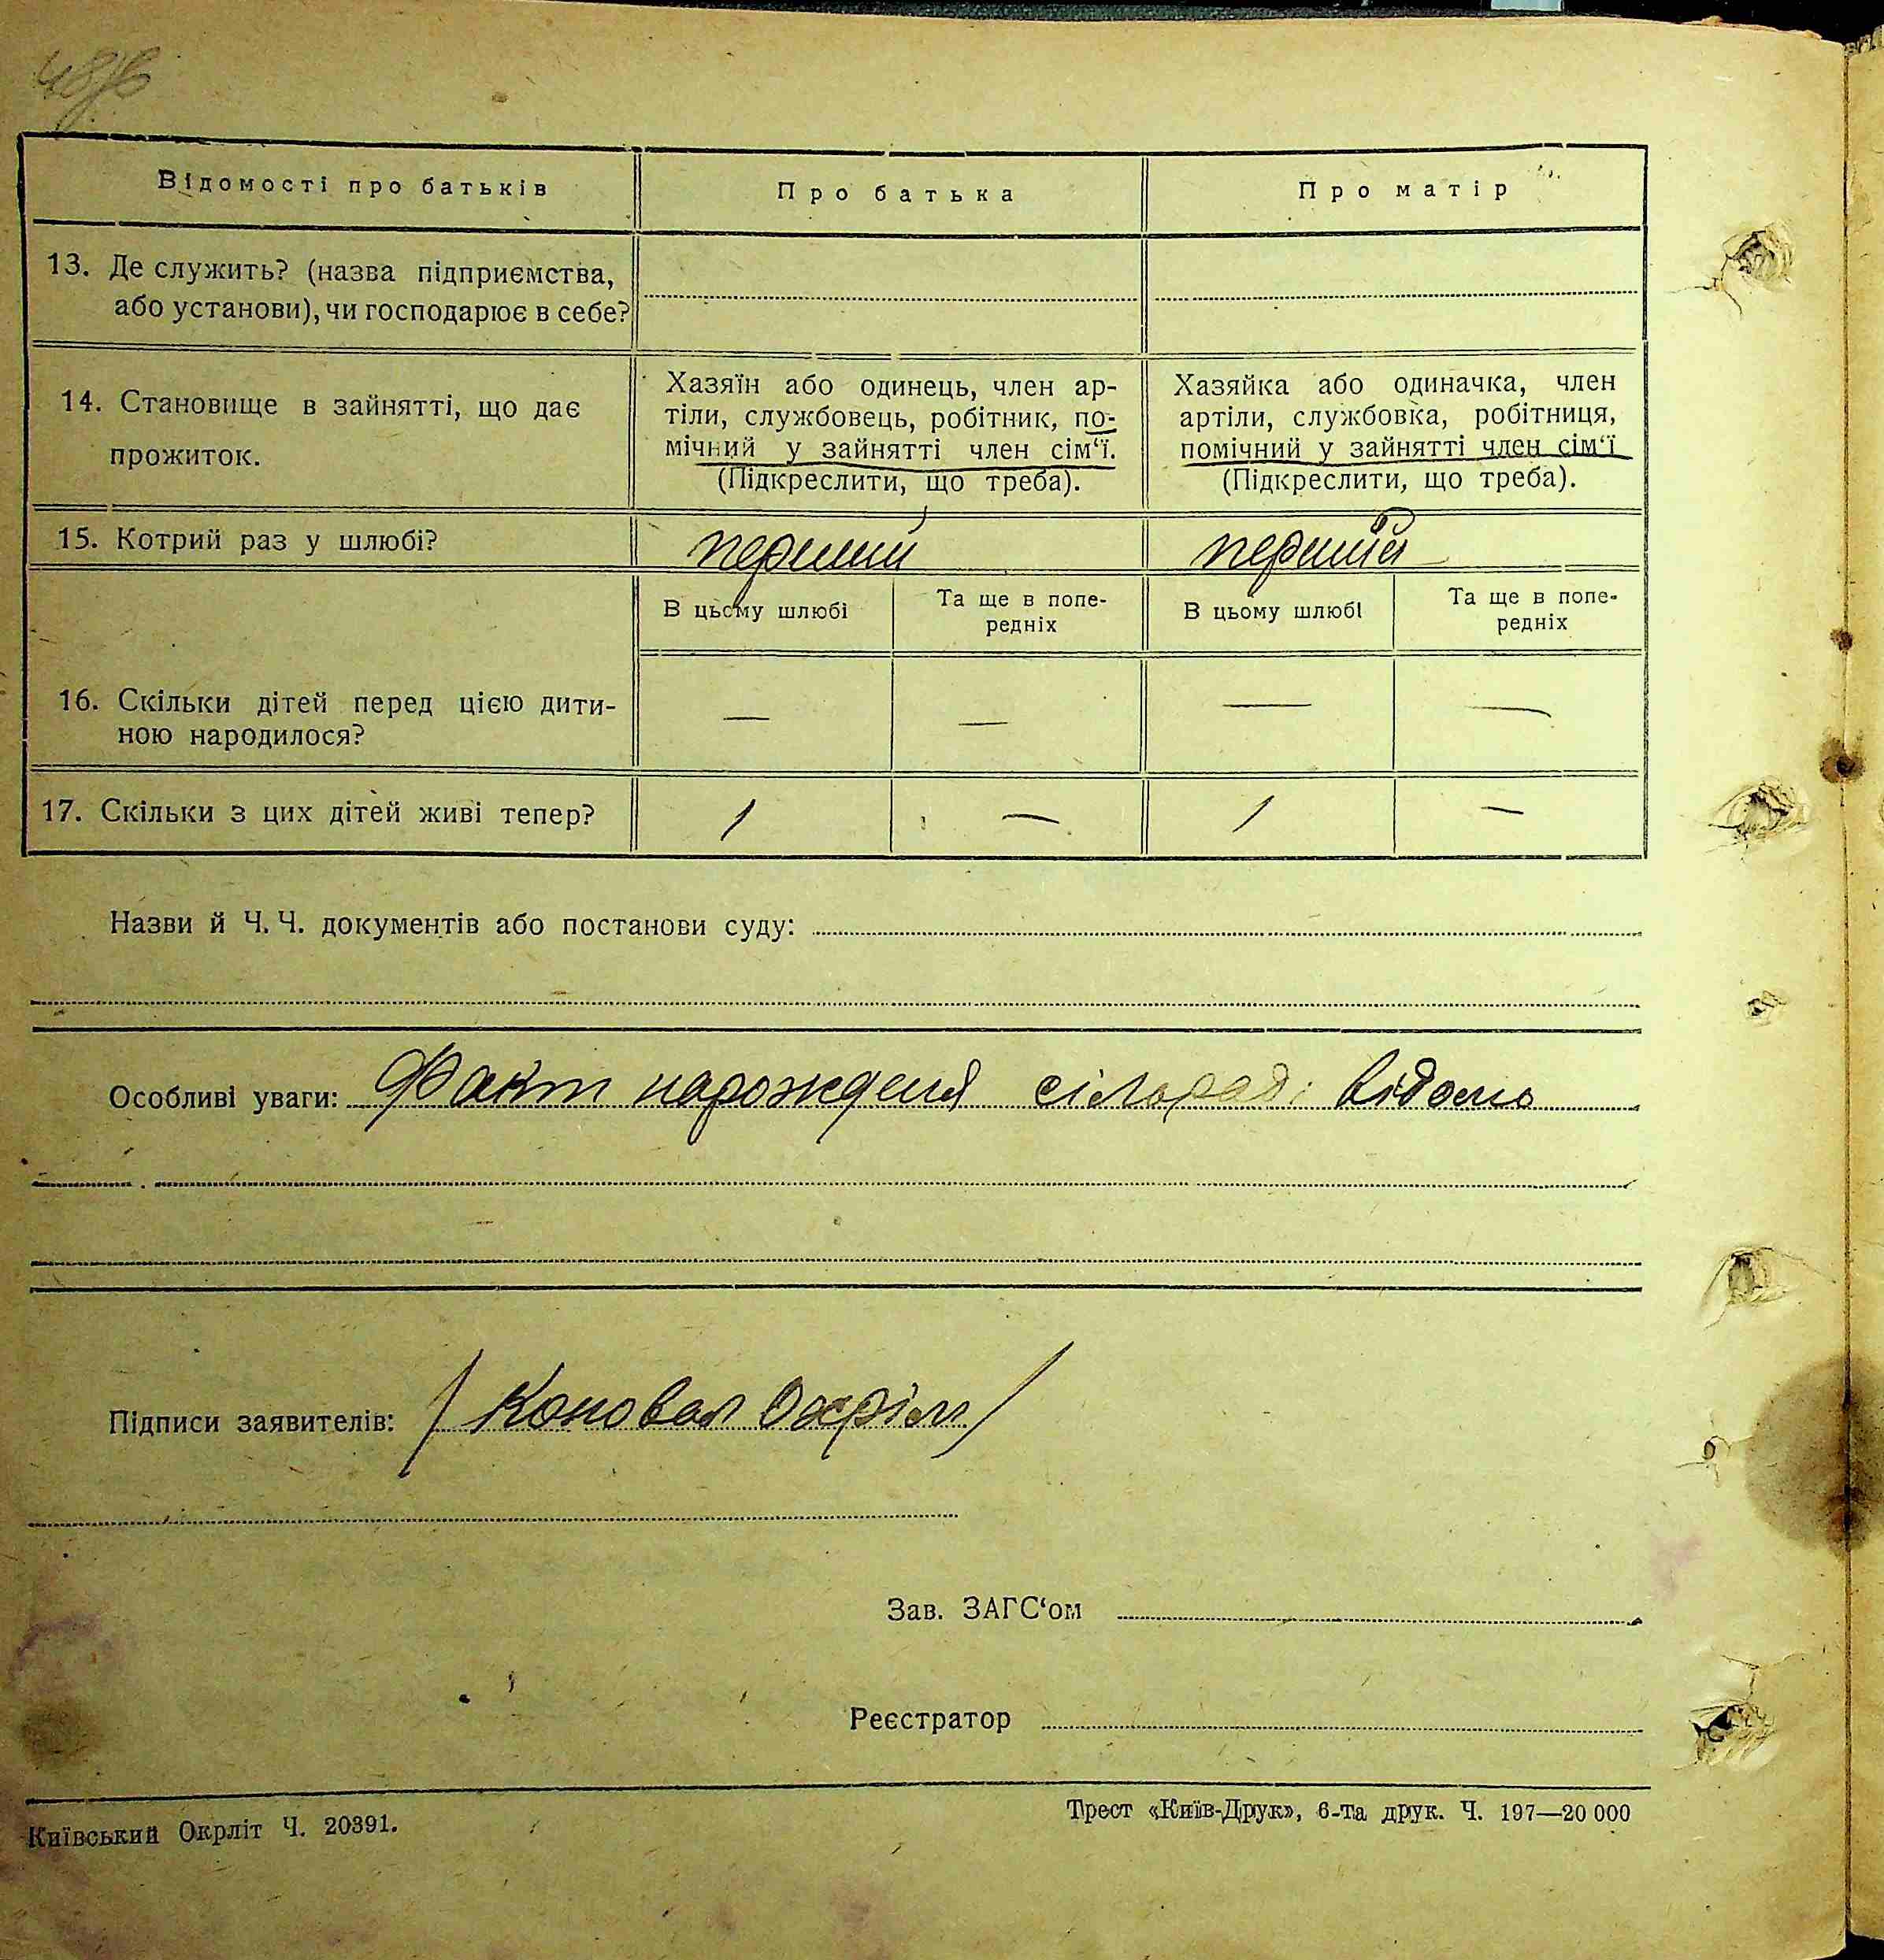 Відомості про батьків
Про батька
Про матір
13. Де служить? (назва підприємства,
або установи), чи господарює в себе?
14. Становище в зайнятті, що дає
прожиток.
Хазяїн або одинець, член ар-
тіли, службовець, робітник, по-
мічний у зайнятті член сім‘ї.
(Підкреслити, що треба).
Хазяйка або одиначка, член
артіли, службовка, робітниця,
помічний у зайнятті член сім‘ї
(Підкреслити, що треба).
15. Котрий раз у шлюбі?
перший
перший
В цьому шлюбі
Та ще в попе-
редніх
В цьому шлюбі
Та ще в попе-
редніх
16. Скільки дітей перед цією дити-
ною народилося?
— — — —
17. Скільки з цих дітей живі тепер?
1 — 1 —
Назви й Ч. Ч. документів або постанови суду:
Особливі уваги: Факт нарожденя сільраді відомо
Підписи заявителів: / Коновал Охрім /
Зав. ЗАГС‘ом
Реєстратор
Київський Окрліт Ч. 20391.
Трест «Київ-Друк», 6-та друк. Ч. 197—20 000